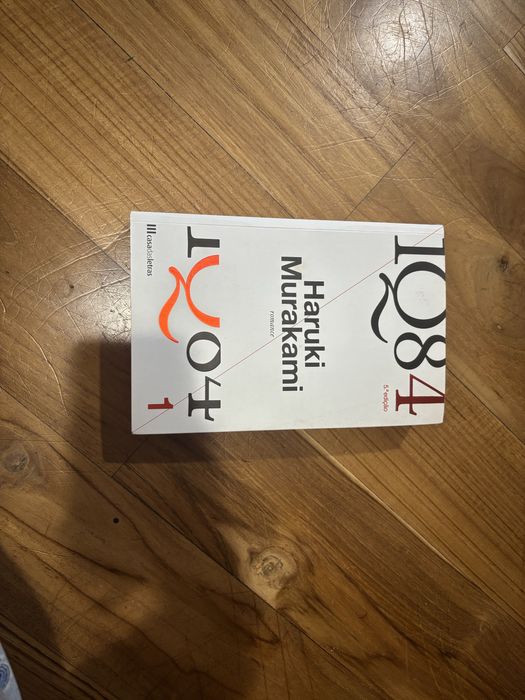 1Q84
5.ª edição
Haruki
Murakami
romance
1Q84
casadasletras
1